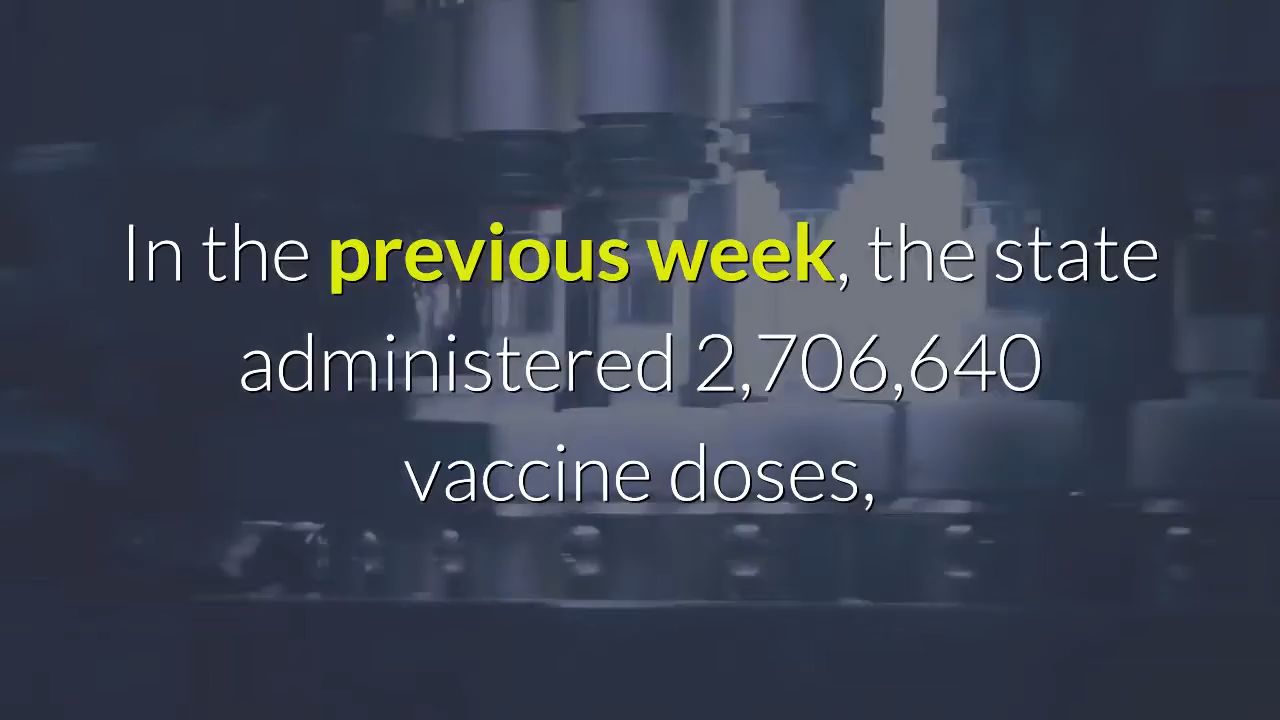 In the previous week, the state
administered 2,706,640
vaccine doses,